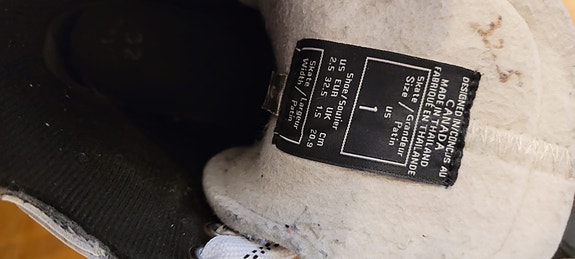 DESIGNED IN/CONÇUS AU
CANADA
MADE IN THAILAND
FABRIQUÉ EN THAILANDE
Skate / Grandeur
Size / Patin
US
1
Shoe/Soulier
US EUR UK cm
2.5 32.5 1.5 20.9
Skate / Largeur
Width / Patin